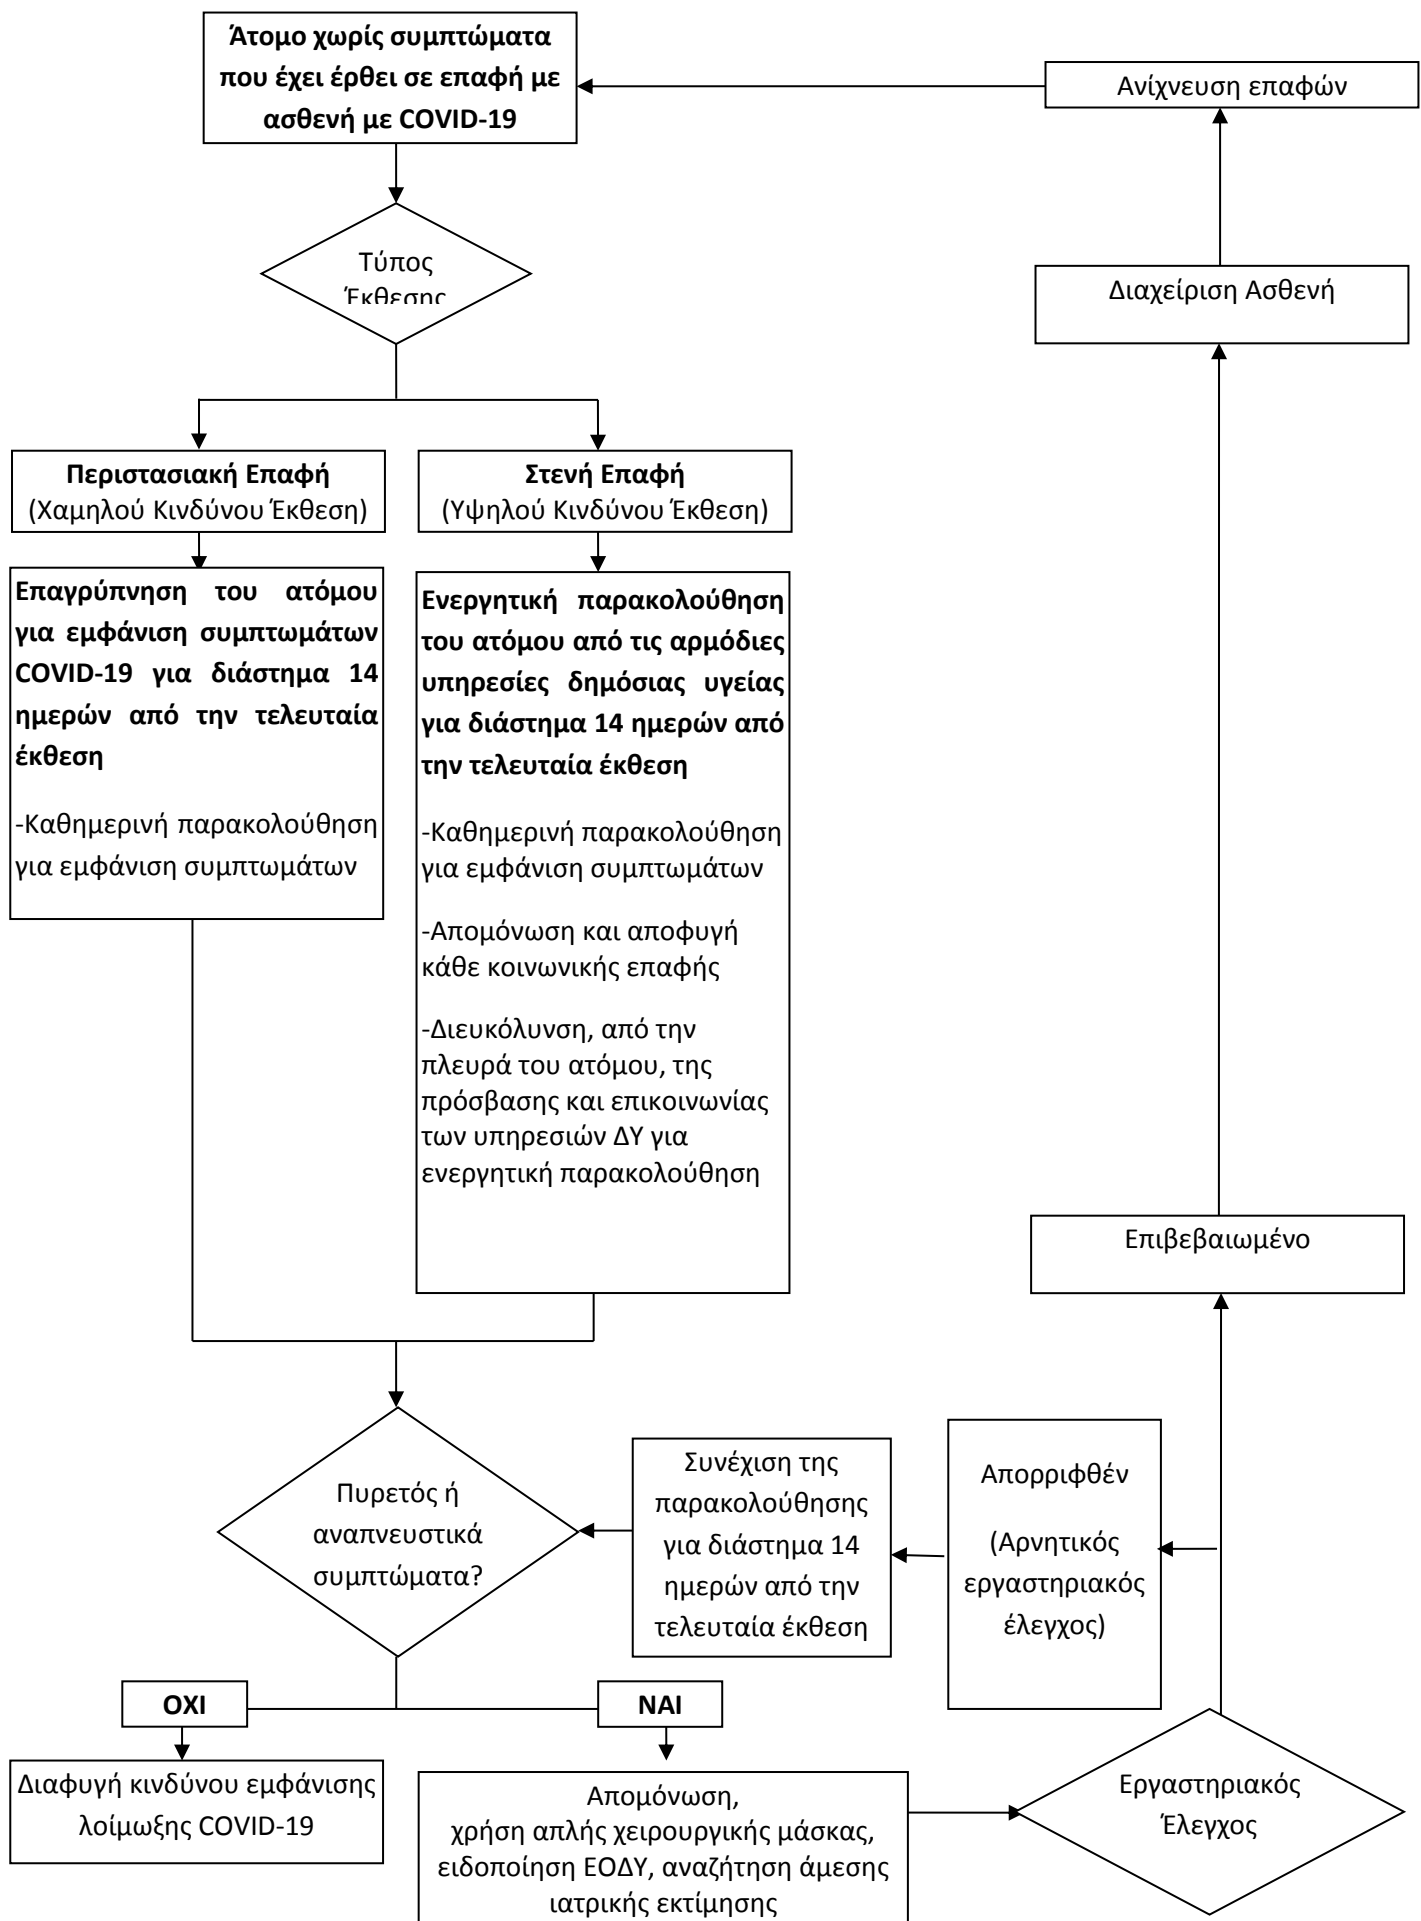 Άτομο χωρίς συμπτώματα
που έχει έρθει σε επαφή με
ασθενή με COVID-19
Ανίχνευση επαφών
Τύπος
Έκθεσης
Διαχείριση Ασθενή
Περιστασιακή Επαφή
(Χαμηλού Κινδύνου Έκθεση)
Στενή Επαφή
(Υψηλού Κινδύνου Έκθεση)
Επαγρύπνηση του ατόμου
για εμφάνιση συμπτωμάτων
COVID-19 για διάστημα 14
ημερών από την τελευταία
έκθεση
-Καθημερινή παρακολούθηση
για εμφάνιση συμπτωμάτων
Ενεργητική παρακολούθηση
του ατόμου από τις αρμόδιες
υπηρεσίες δημόσιας υγείας
για διάστημα 14 ημερών από
την τελευταία έκθεση
-Καθημερινή παρακολούθηση
για εμφάνιση συμπτωμάτων
-Απομόνωση και αποφυγή
κάθε κοινωνικής επαφής
-Διευκόλυνση, από την
πλευρά του ατόμου, της
πρόσβασης και επικοινωνίας
των υπηρεσιών ΔΥ για
ενεργητική παρακολούθηση
Επιβεβαιωμένο
Πυρετός ή
αναπνευστικά
συμπτώματα?
Συνέχιση της
παρακολούθησης
για διάστημα 14
ημερών από την
τελευταία έκθεση
Απορριφθέν
(Αρνητικός
εργαστηριακός
έλεγχος)
ΟΧΙ
ΝΑΙ
Διαφυγή κινδύνου εμφάνισης
λοίμωξης COVID-19
Απομόνωση,
χρήση απλής χειρουργικής μάσκας,
ειδοποίηση ΕΟΔΥ, αναζήτηση άμεσης
ιατρικής εκτίμησης
Εργαστηριακός
Έλεγχος